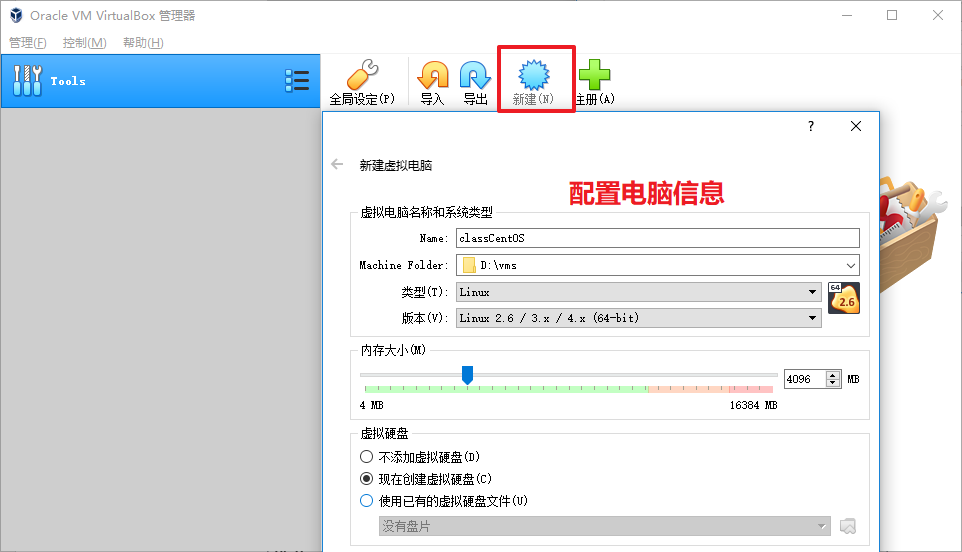 Oracle VM VirtualBox 管理器
管理(F) 控制(M) 帮助(H)
Tools
全局设定(P) 导入 导出 新建(N) 注册(A)
?
新建虚拟电脑
配置电脑信息
虚拟电脑名称和系统类型
Name: classCentOS
Machine Folder: D:\vms
类型(T): Linux
64
2.6
版本(V): Linux 2.6 / 3.x / 4.x (64-bit)
内存大小(M)
4096 MB
4 MB 16384 MB
虚拟硬盘
不添加虚拟硬盘(D)
现在创建虚拟硬盘(C)
使用已有的虚拟硬盘文件(U)
没有盘片